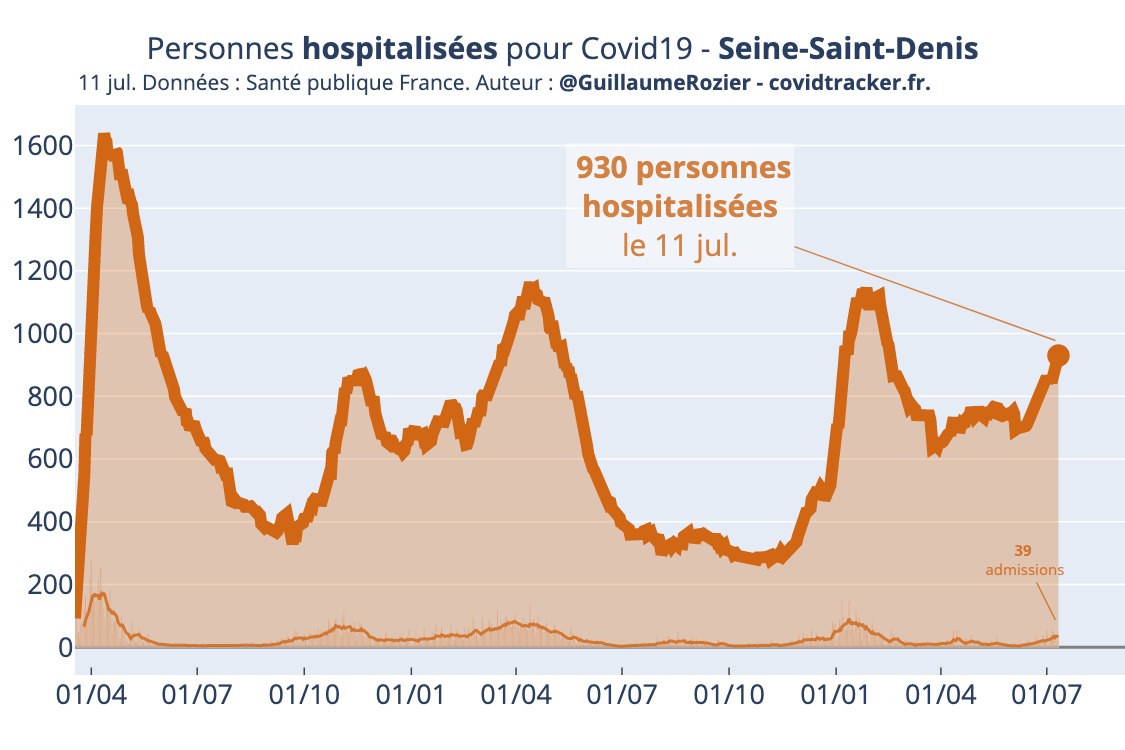 Personnes hospitalisées pour Covid19 - Seine-Saint-Denis
11 jul. Données : Santé publique France. Auteur : @GuillaumeRozier - covidtracker.fr.
1600
1400
1200
1000
800
600
400
200
0
930 personnes
hospitalisées
le 11 jul.
39
admissions
01/04 01/07 01/10 01/01 01/04 01/07 01/10 01/01 01/04 01/07